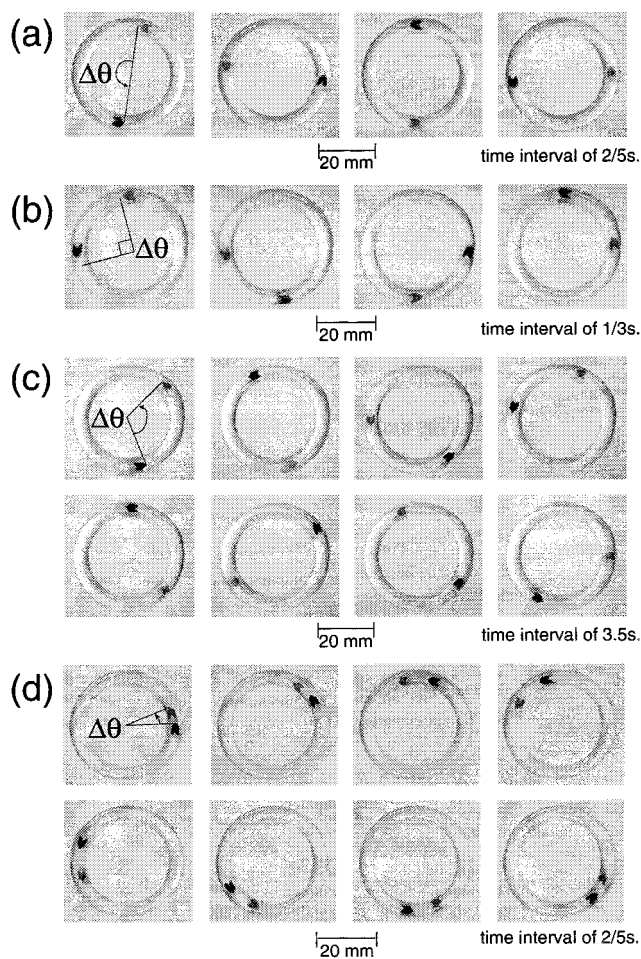 (a)
Δθ
20 mm
time interval of 2/5s.
(b)
Δθ
20 mm
time interval of 1/3s.
(c)
Δθ
20 mm
time interval of 3.5s.
(d)
Δθ
20 mm
time interval of 2/5s.